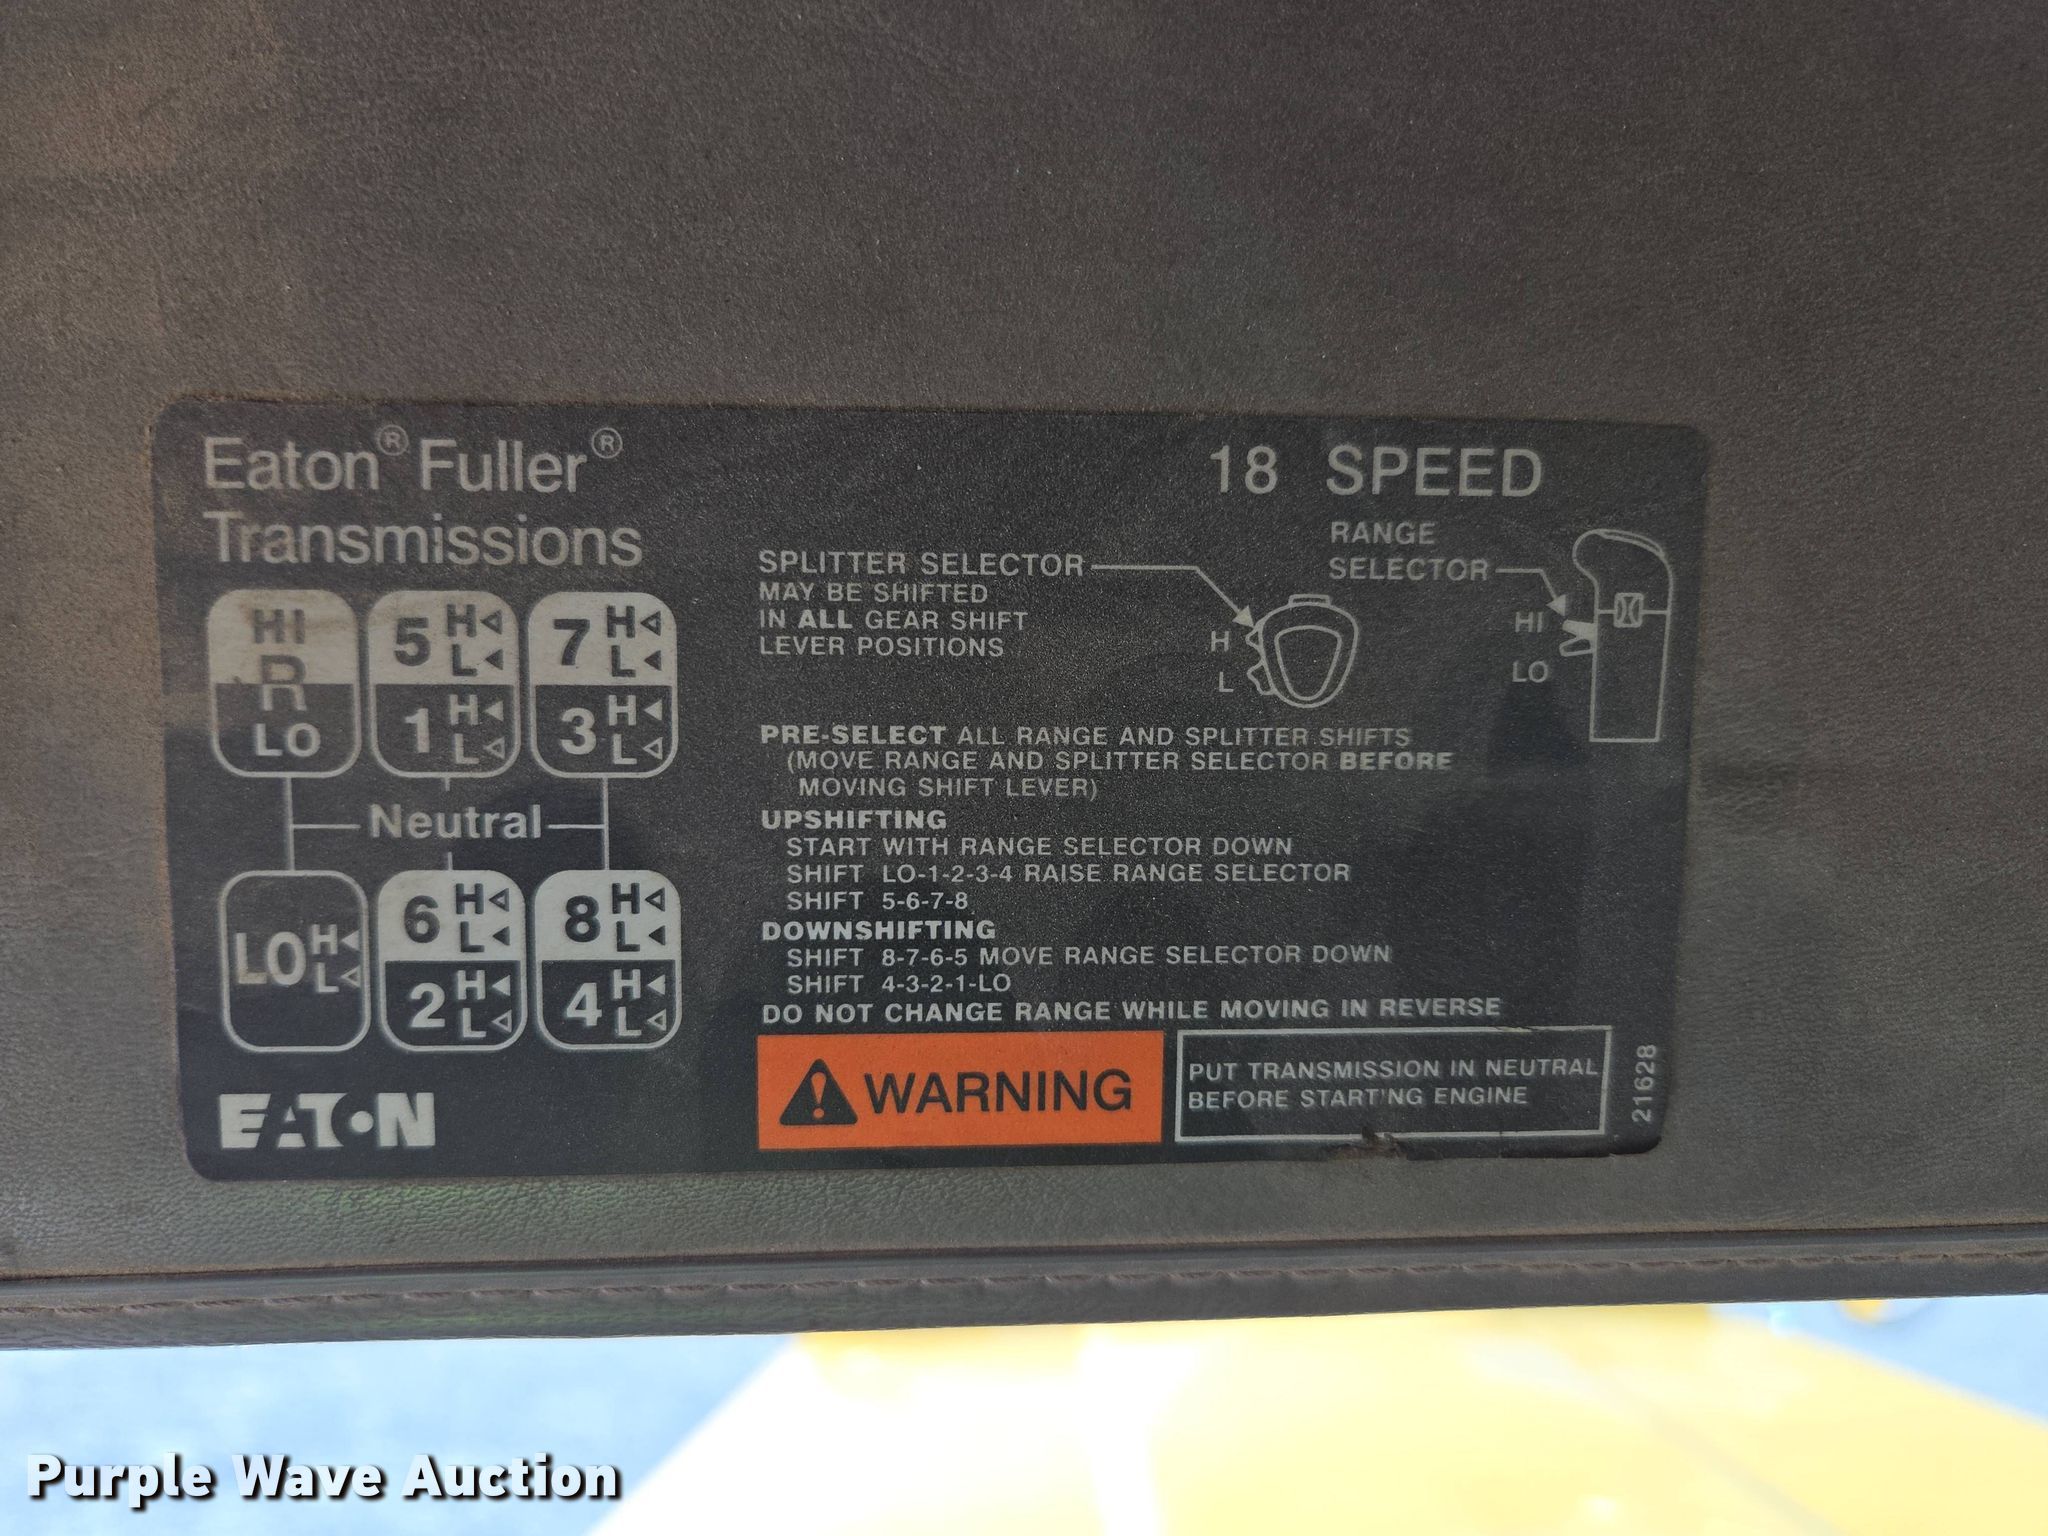 Eaton® Fuller®
Transmissions
HI
R
LO
5 H
L
1 H
L
7 H
L
3 H
L
Neutral
LO H
L
6 H
L
2 H
L
8 H
L
4 H
L
EATON
18 SPEED
SPLITTER SELECTOR
MAY BE SHIFTED
IN ALL GEAR SHIFT
LEVER POSITIONS
H
L
RANGE
SELECTOR
HI
LO
PRE-SELECT ALL RANGE AND SPLITTER SHIFTS
(MOVE RANGE AND SPLITTER SELECTOR BEFORE
MOVING SHIFT LEVER)
UPSHIFTING
START WITH RANGE SELECTOR DOWN
SHIFT LO-1-2-3-4 RAISE RANGE SELECTOR
SHIFT 5-6-7-8
DOWNSHIFTING
SHIFT 8-7-6-5 MOVE RANGE SELECTOR DOWN
SHIFT 4-3-2-1-LO
DO NOT CHANGE RANGE WHILE MOVING IN REVERSE
WARNING
PUT TRANSMISSION IN NEUTRAL
BEFORE STARTING ENGINE
21628
Purple Wave Auction